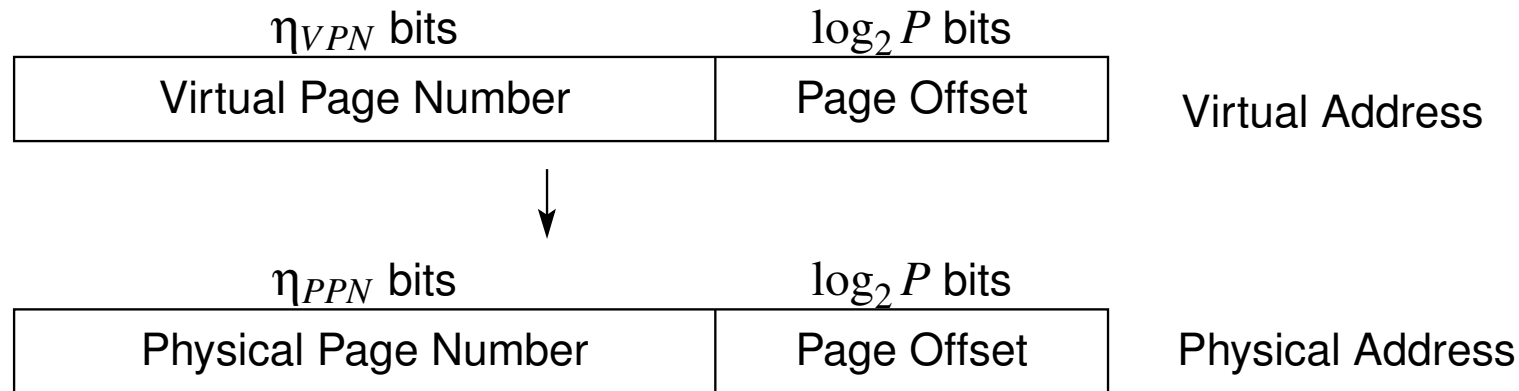 η_VPN bits log₂ P bits
Virtual Page Number Page Offset Virtual Address
η_PPN bits log₂ P bits
Physical Page Number Page Offset Physical Address